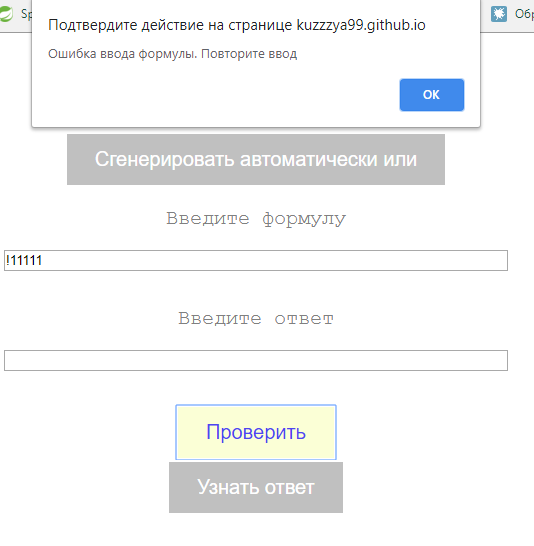 Sp
Обр
Подтвердите действие на странице kuzzzya99.github.io
Ошибка ввода формулы. Повторите ввод
ОК
Сгенерировать автоматически или
Введите формулу
!11111
Введите ответ
Проверить
Узнать ответ